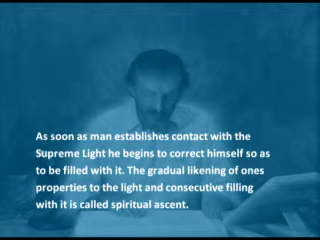 As soon as man establishes contact with the
Supreme Light he begins to correct himself so as
to be filled with it. The gradual likening of ones
properties to the light and consecutive filling
with it is called spiritual ascent.